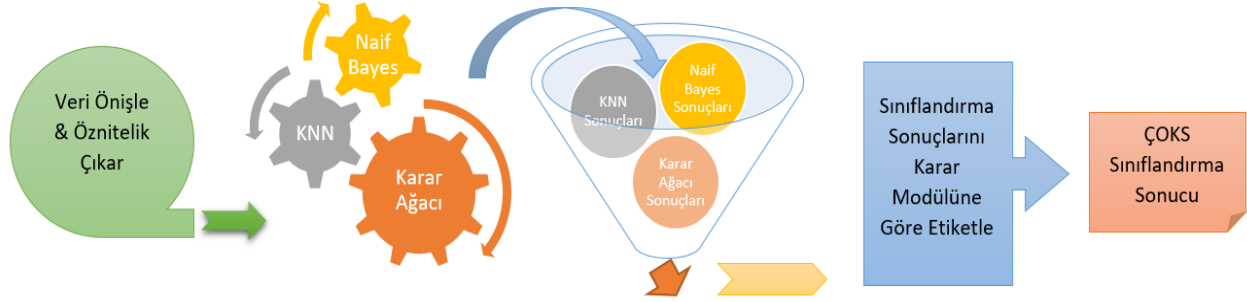 Veri Önişle
& Öznitelik
Çıkar
Naif
Bayes
KNN
Karar
Ağacı
KNN
Sonuçları
Naif
Bayes
Sonuçları
Karar
Ağacı
Sonuçları
Sınıflandırma
Sonuçlarını
Karar
Modülüne
Göre Etiketle
ÇOKS
Sınıflandırma
Sonucu